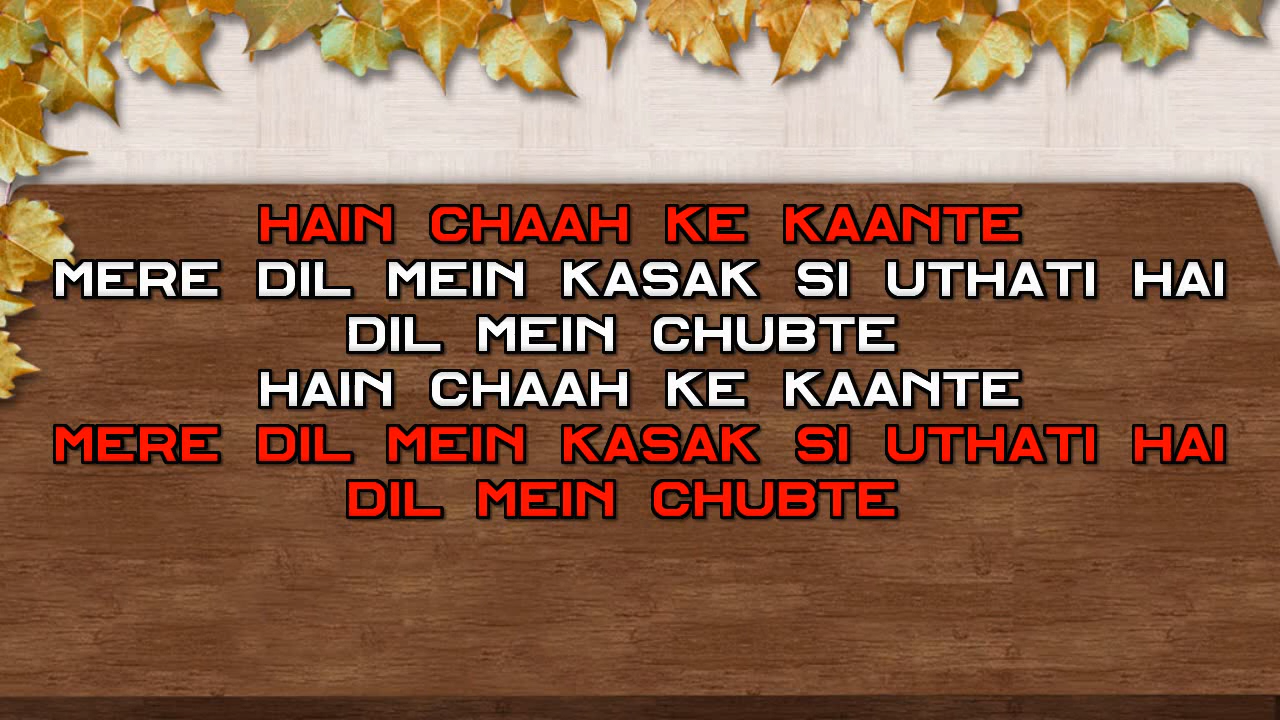 HAIN CHAAH KE KAANTE
MERE DIL MEIN KASAK SI UTHATI HAI
DIL MEIN CHUBTE
HAIN CHAAH KE KAANTE
MERE DIL MEIN KASAK SI UTHATI HAI
DIL MEIN CHUBTE